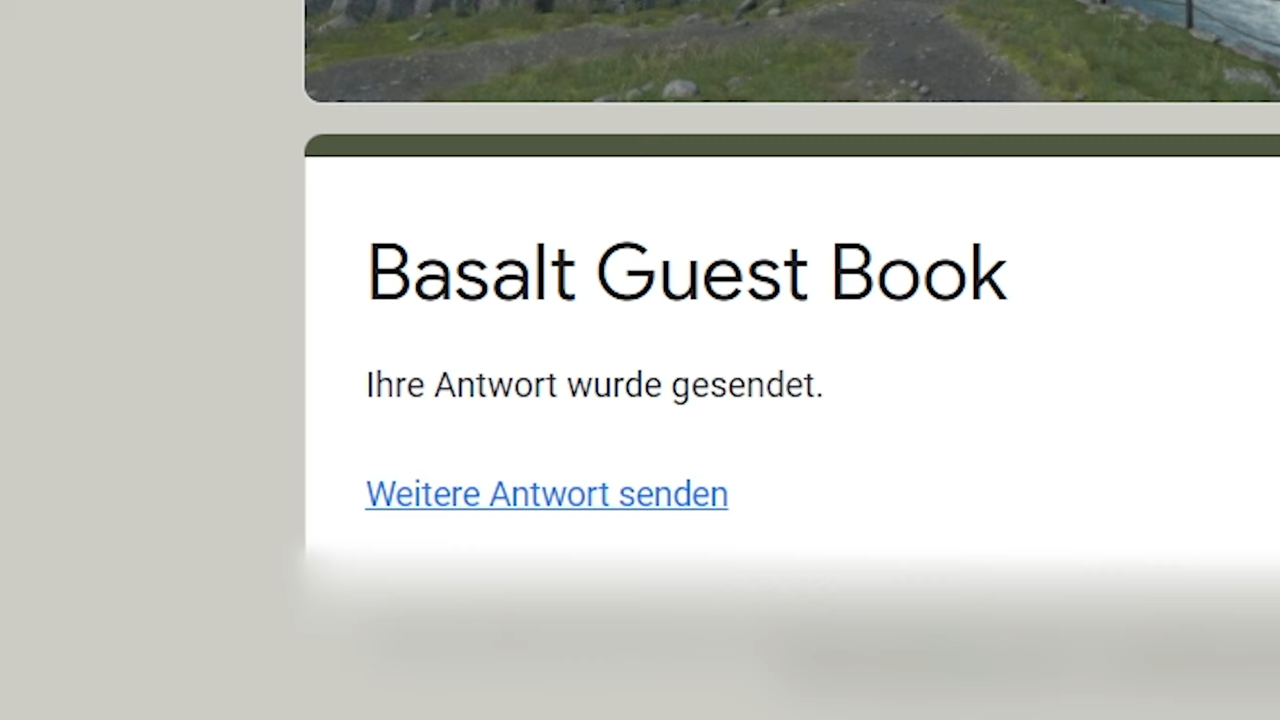 Basalt Guest Book
Ihre Antwort wurde gesendet.
Weitere Antwort senden